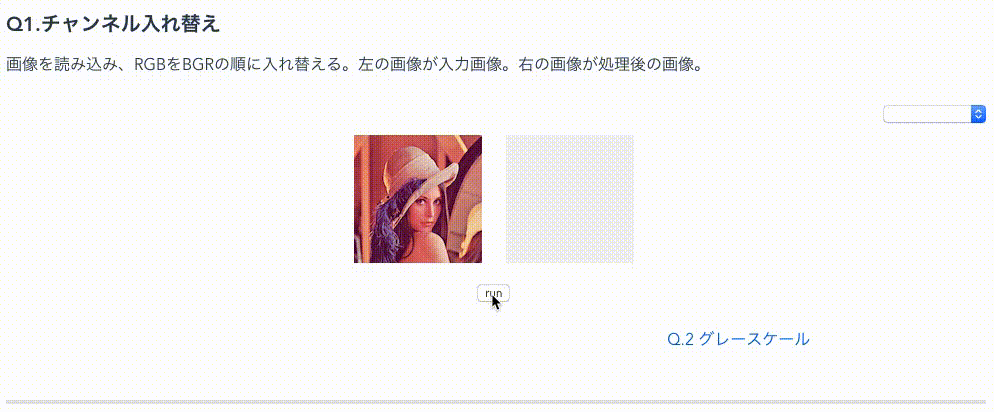 Q1.チャンネル入れ替え
画像を読み込み、RGBをBGRの順に入れ替える。左の画像が入力画像。右の画像が処理後の画像。
run
Q.2 グレースケール